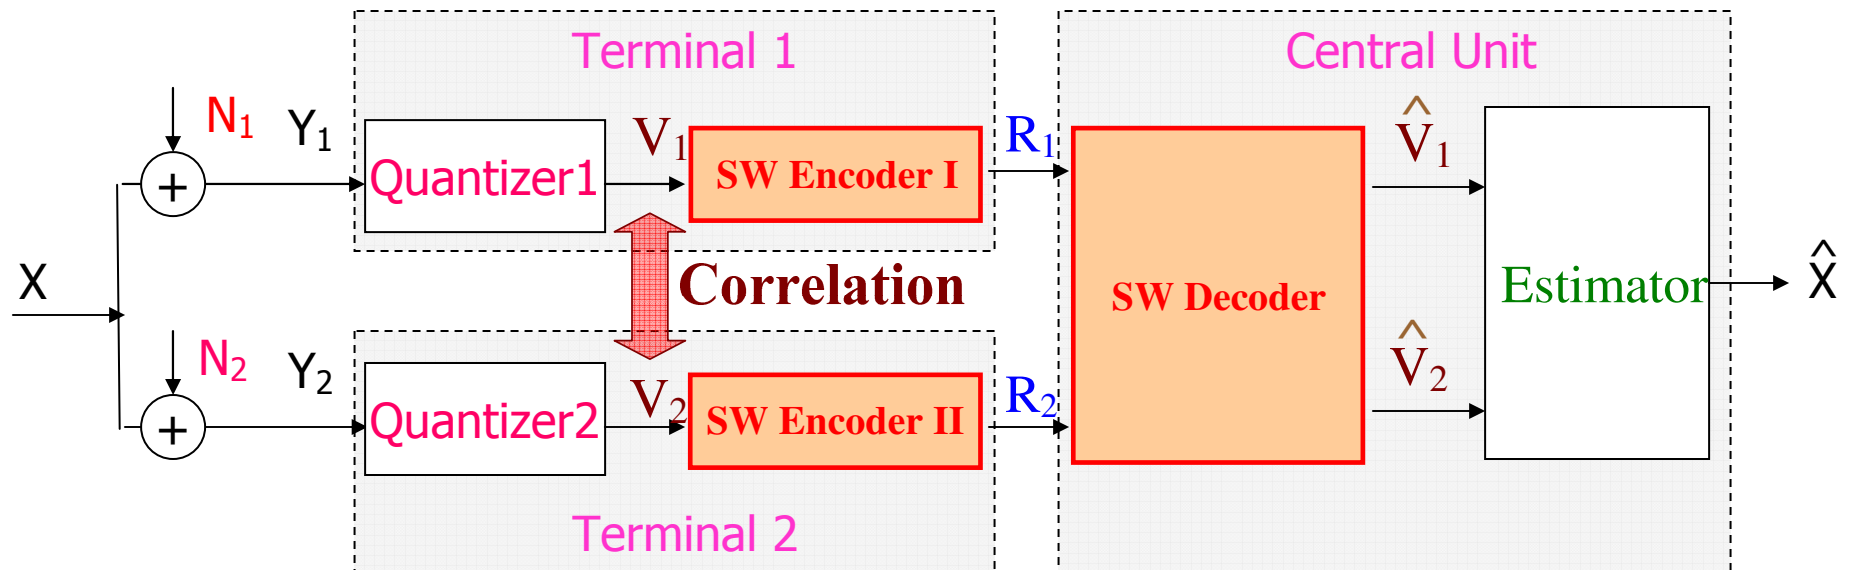 Terminal 1
Central Unit
N₁
Y₁
Quantizer1
V₁
SW Encoder I
R₁
V̂₁
X
Correlation
SW Decoder
Estimator
X̂
N₂
Y₂
Quantizer2
V₂
SW Encoder II
R₂
V̂₂
Terminal 2
+
+